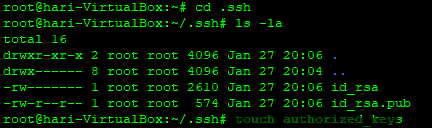 root@hari-VirtualBox:~# cd .ssh
root@hari-VirtualBox:~/.ssh# ls -la
total 16
drwxr-xr-x 2 root root 4096 Jan 27 20:06 .
drwx------ 8 root root 4096 Jan 27 20:04 ..
-rw------- 1 root root 2610 Jan 27 20:06 id_rsa
-rw-r--r-- 1 root root  574 Jan 27 20:06 id_rsa.pub
root@hari-VirtualBox:~/.ssh# touch authorized_keys